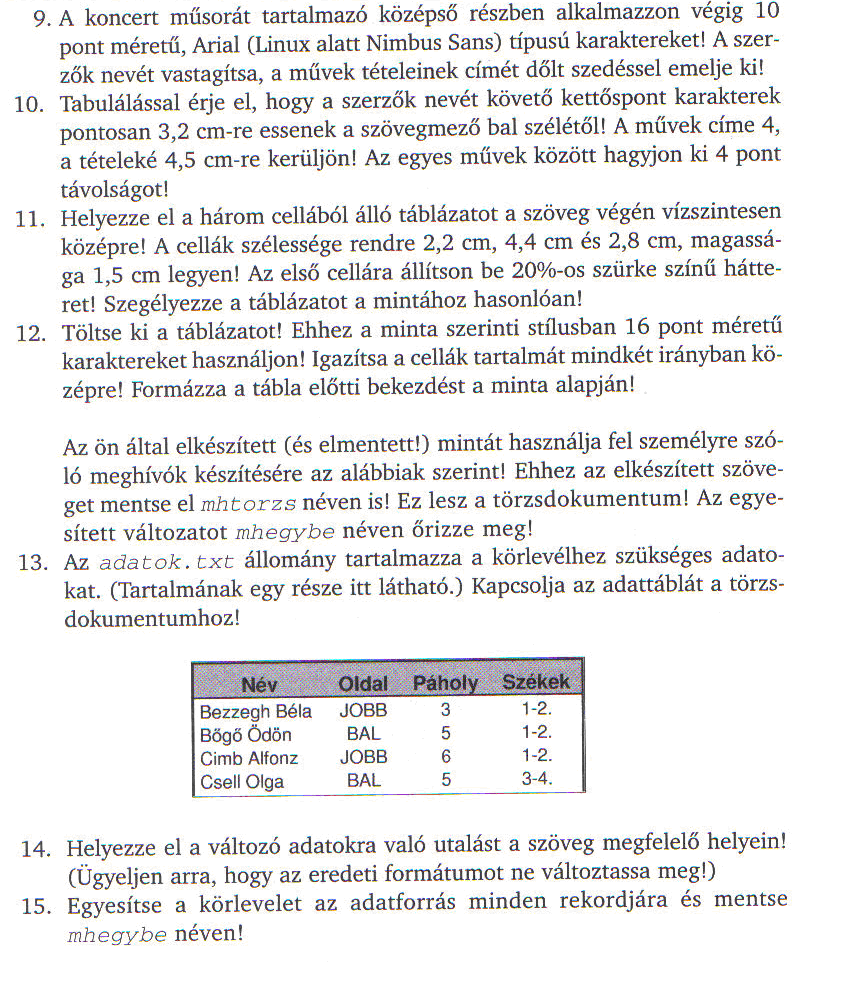 9. A koncert műsorát tartalmazó középső részben alkalmazzon végig 10
pont méretű, Arial (Linux alatt Nimbus Sans) típusú karaktereket! A szer-
zők nevét vastagítsa, a művek tételeinek címét dőlt szedéssel emelje ki!
10. Tabulálással érje el, hogy a szerzők nevét követő kettőspont karakterek
pontosan 3,2 cm-re essenek a szövegmező bal szélétől! A művek címe 4,
a tételeké 4,5 cm-re kerüljön! Az egyes művek között hagyjon ki 4 pont
távolságot!
11. Helyezze el a három cellából álló táblázatot a szöveg végén vízszintesen
középre! A cellák szélessége rendre 2,2 cm, 4,4 cm és 2,8 cm, magassá-
ga 1,5 cm legyen! Az első cellára állítson be 20%-os szürke színű hátte-
ret! Szegélyezze a táblázatot a mintához hasonlóan!
12. Töltse ki a táblázatot! Ehhez a minta szerinti stílusban 16 pont méretű
karaktereket használjon! Igazítsa a cellák tartalmát mindkét irányban kö-
zépre! Formázza a tábla előtti bekezdést a minta alapján!
Az ön által elkészített (és elmentett!) mintát használja fel személyre szó-
ló meghívók készítésére az alábbiak szerint! Ehhez az elkészített szöve-
get mentse el mhtorzs néven is! Ez lesz a törzsdokumentum! Az egye-
sített változatot mhegybe néven őrizze meg!
13. Az adatok.txt állomány tartalmazza a körlevélhez szükséges adato-
kat. (Tartalmának egy része itt látható.) Kapcsolja az adattáblát a törzs-
dokumentumhoz!
Név Oldal Páholy Székek
Bezzegh Béla JOBB 3 1-2.
Bőgő Ödön BAL 5 1-2.
Cimb Alfonz JOBB 6 1-2.
Csell Olga BAL 5 3-4.
14. Helyezze el a változó adatokra való utalást a szöveg megfelelő helyein!
(Ügyeljen arra, hogy az eredeti formátumot ne változtassa meg!)
15. Egyesítse a körlevelet az adatforrás minden rekordjára és mentse
mhegybe néven!